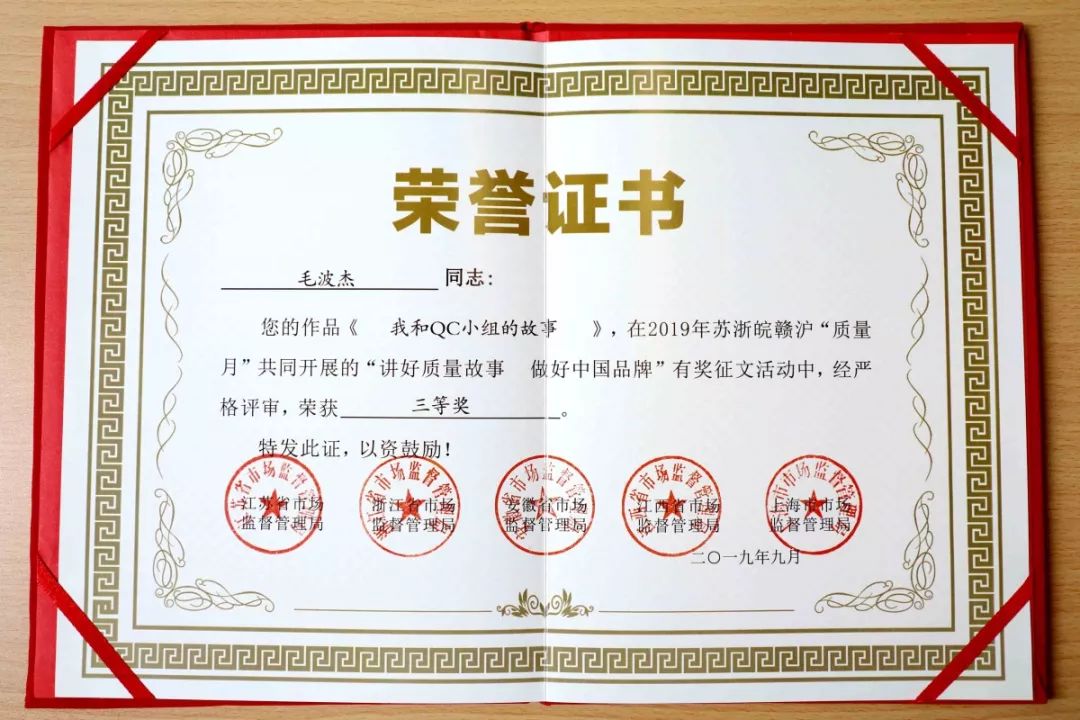 荣誉证书
毛波杰 同志：
您的作品《 我和QC小组的故事 》，在2019年苏浙皖赣沪“质量
月”共同开展的“讲好质量故事 做好中国品牌”有奖征文活动中，经严
格评审，荣获 三等奖 。
特发此证，以资鼓励！
江苏省市场 浙江省市场 安徽省市场 江西省市场 上海市市场
监督管理局 监督管理局 监督管理局 监督管理局 监督管理局
二〇一九年九月